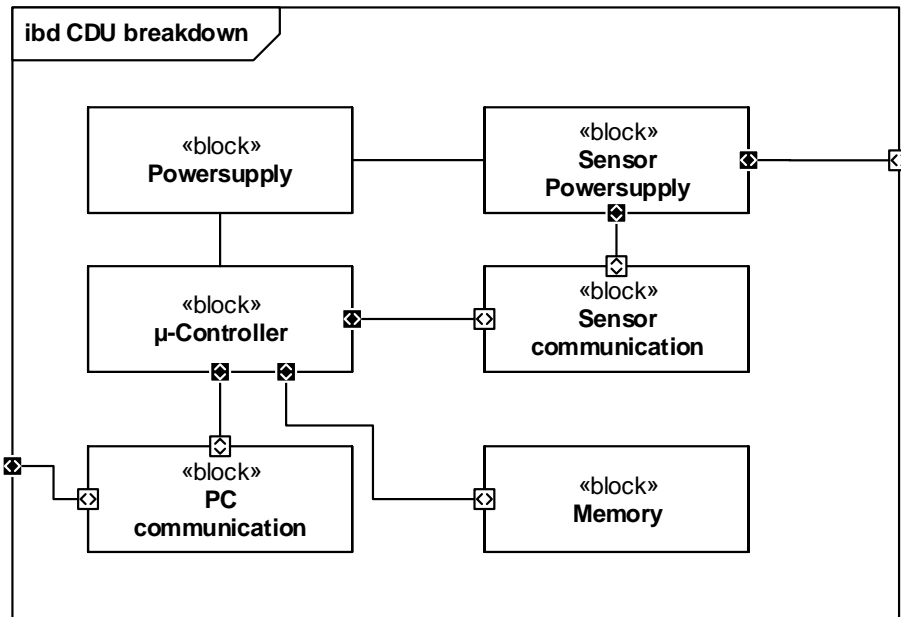 ibd CDU breakdown
«block»
Powersupply
«block»
Sensor
Powersupply
«block»
µ-Controller
«block»
Sensor
communication
«block»
PC
communication
«block»
Memory